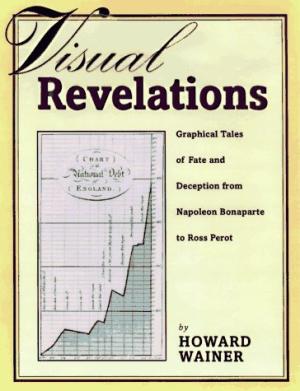 Visual
Revelations
Graphical Tales
of Fate and
Deception from
Napoleon Bonaparte
to Ross Perot
CHART
of the
National Debt
of
ENGLAND.
by
HOWARD
WAINER